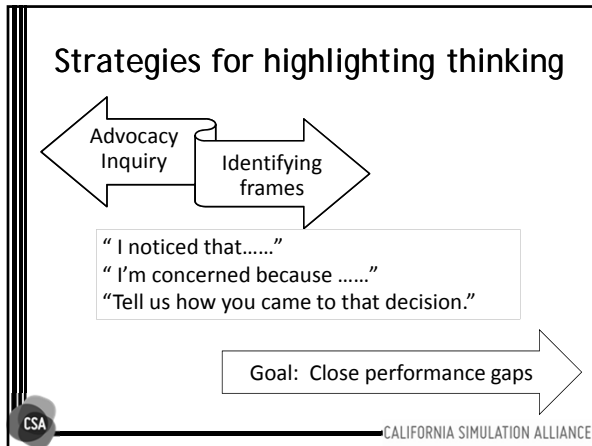 Strategies for highlighting thinking
Advocacy
Inquiry
Identifying
frames
“ I noticed that……”
“ I’m concerned because ……”
“Tell us how you came to that decision.”
Goal:  Close performance gaps
CSA
CALIFORNIA SIMULATION ALLIANCE